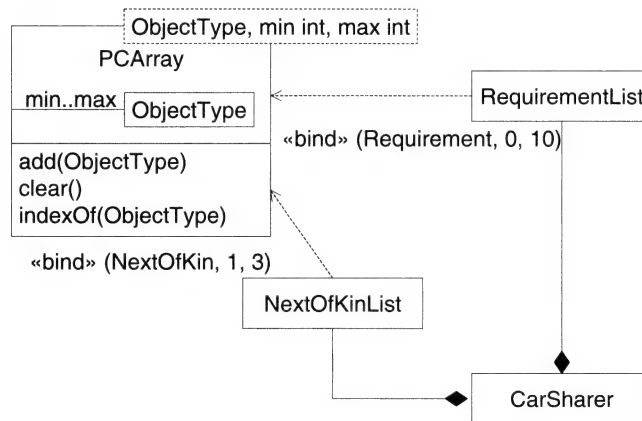 ObjectType, min int, max int
PCArray
min..max
ObjectType
RequirementList
«bind» (Requirement, 0, 10)
add(ObjectType)
clear()
indexOf(ObjectType)
«bind» (NextOfKin, 1, 3)
NextOfKinList
CarSharer